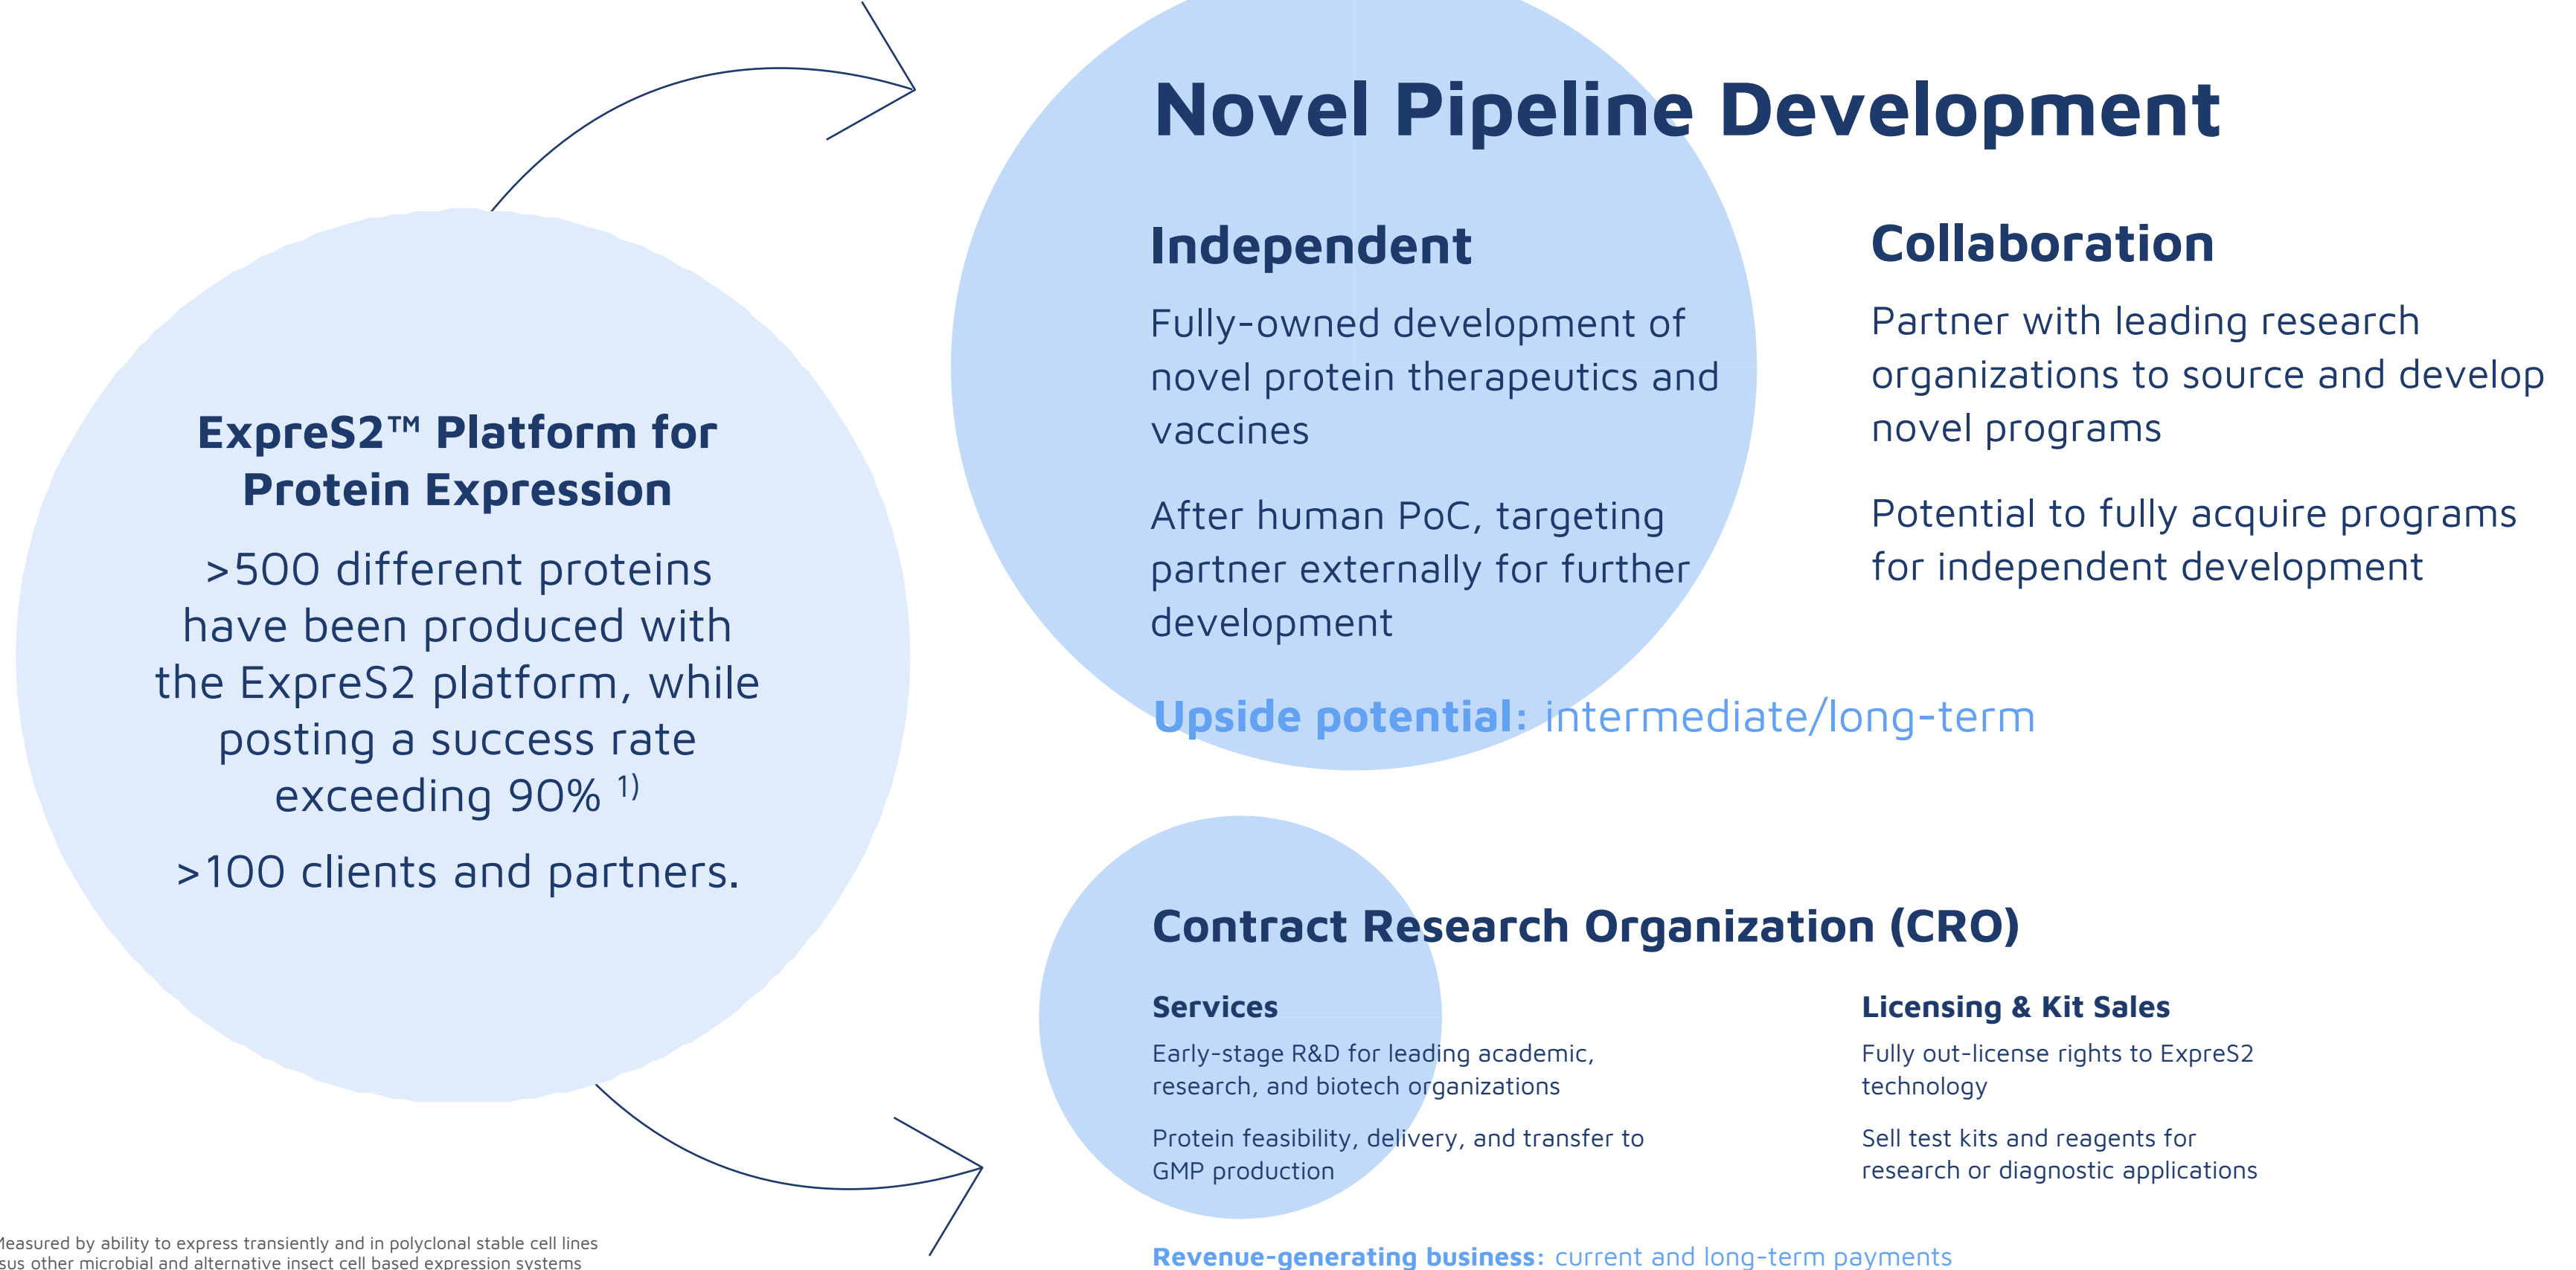 ExpreS2™ Platform for
Protein Expression
>500 different proteins
have been produced with
the ExpreS2 platform, while
posting a success rate
exceeding 90% 1)
>100 clients and partners.
Novel Pipeline Development
Independent
Fully-owned development of
novel protein therapeutics and
vaccines
After human PoC, targeting
partner externally for further
development
Collaboration
Partner with leading research
organizations to source and develop
novel programs
Potential to fully acquire programs
for independent development
Upside potential: intermediate/long-term
Contract Research Organization (CRO)
Services
Early-stage R&D for leading academic,
research, and biotech organizations
Protein feasibility, delivery, and transfer to
GMP production
Licensing & Kit Sales
Fully out-license rights to ExpreS2
technology
Sell test kits and reagents for
research or diagnostic applications
Revenue-generating business: current and long-term payments
Measured by ability to express transiently and in polyclonal stable cell lines
other microbial and alternative insect cell based expression systems